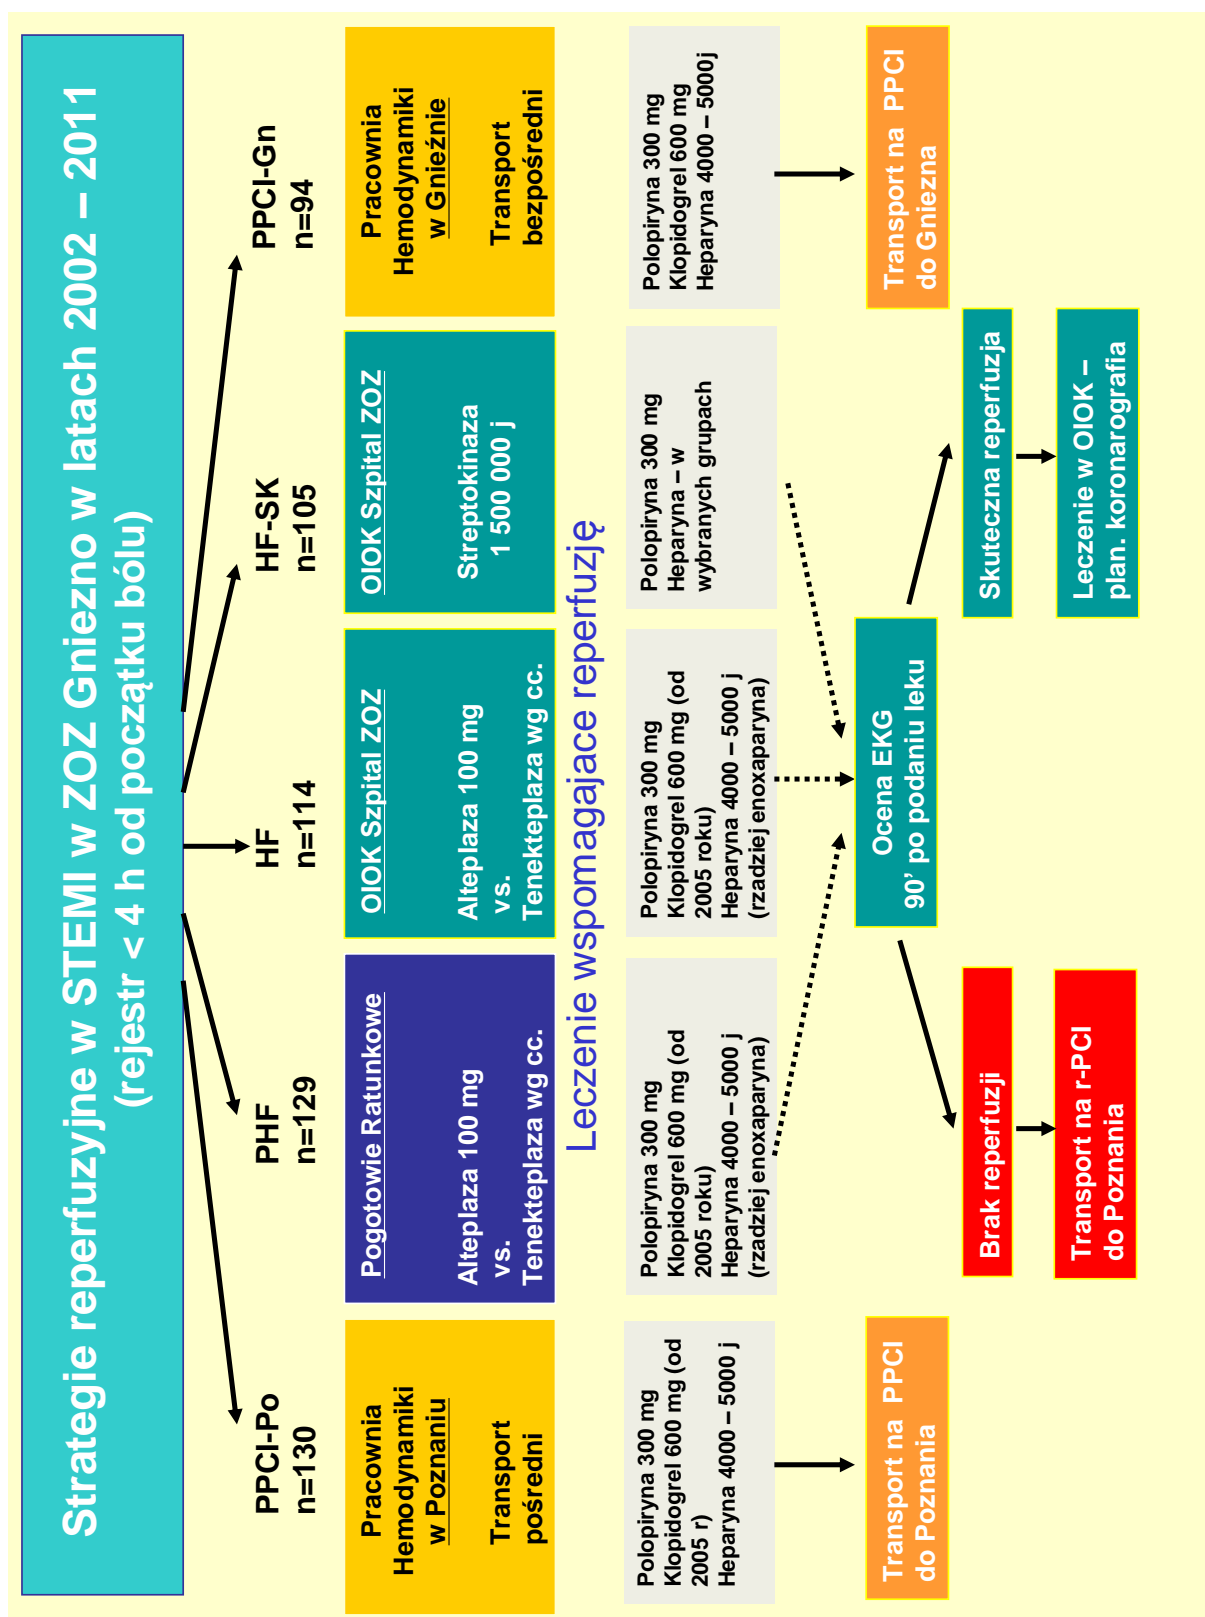 Strategie reperfuzyjne w STEMI w ZOZ Gniezno w latach 2002 – 2011
(rejestr < 4 h od początku bólu)
PPCI-Po
n=130
PHF
n=129
HF
n=114
HF-SK
n=105
PPCI-Gn
n=94
Pracownia
Hemodynamiki
w Poznaniu
Transport
pośredni
Pogotowie Ratunkowe
Alteplaza 100 mg
vs.
Tenekteplaza wg cc.
OIOK Szpital ZOZ
Alteplaza 100 mg
vs.
Tenekteplaza wg cc.
OIOK Szpital ZOZ
Streptokinaza
1 500 000 j
Pracownia
Hemodynamiki
w Gnieźnie
Transport
bezpośredni
Leczenie wspomagajace reperfuzję
Polopiryna 300 mg
Klopidogrel 600 mg (od
2005 r)
Heparyna 4000 – 5000 j
Polopiryna 300 mg
Klopidogrel 600 mg (od
2005 roku)
Heparyna 4000 – 5000 j
(rzadziej enoxaparyna)
Polopiryna 300 mg
Klopidogrel 600 mg (od
2005 roku)
Heparyna 4000 – 5000 j
(rzadziej enoxaparyna)
Polopiryna 300 mg
Heparyna – w
wybranych grupach
Polopiryna 300 mg
Klopidogrel 600 mg
Heparyna 4000 – 5000j
Transport na PPCI
do Poznania
Ocena EKG
90’ po podaniu leku
Transport na PPCI
do Gniezna
Brak reperfuzji
Skuteczna reperfuzja
Transport na r-PCI
do Poznania
Leczenie w OIOK –
plan. koronarografia